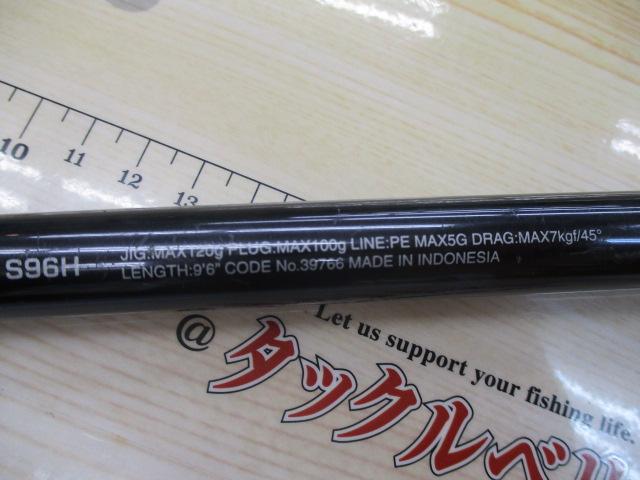 10 11 12 13
S96H
JIG:MAX120g PLUG:MAX100g LINE:PE MAX5G DRAG:MAX7kgf/45°
LENGTH:9'6" CODE No.39766 MADE IN INDONESIA
Let us support your fishing life.
@タックルベリ